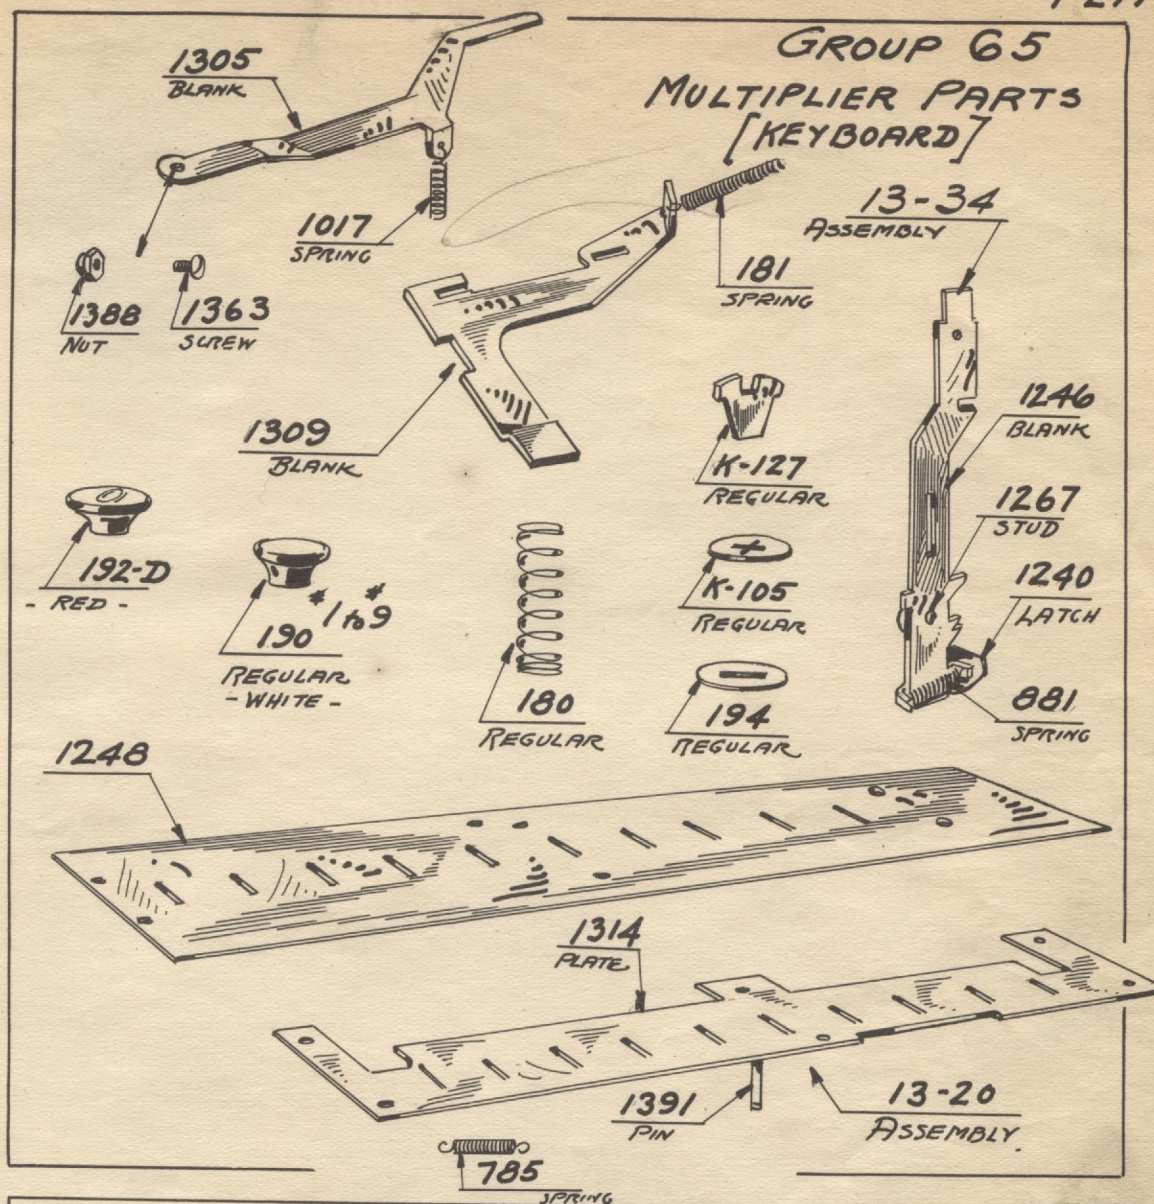 GROUP 65
MULTIPLIER PARTS
[KEYBOARD]
1305
BLANK
1017
SPRING
13-34
ASSEMBLY
181
SPRING
1388
NUT
1363
SCREW
1309
BLANK
K-127
REGULAR
1246
BLANK
1267
STUD
192-D
- RED -
190 #1 to #9
REGULAR
- WHITE -
180
REGULAR
K-105
REGULAR
1240
LATCH
194
REGULAR
881
SPRING
1248
1314
PLATE
1391
PIN
13-20
ASSEMBLY
785
SPRING